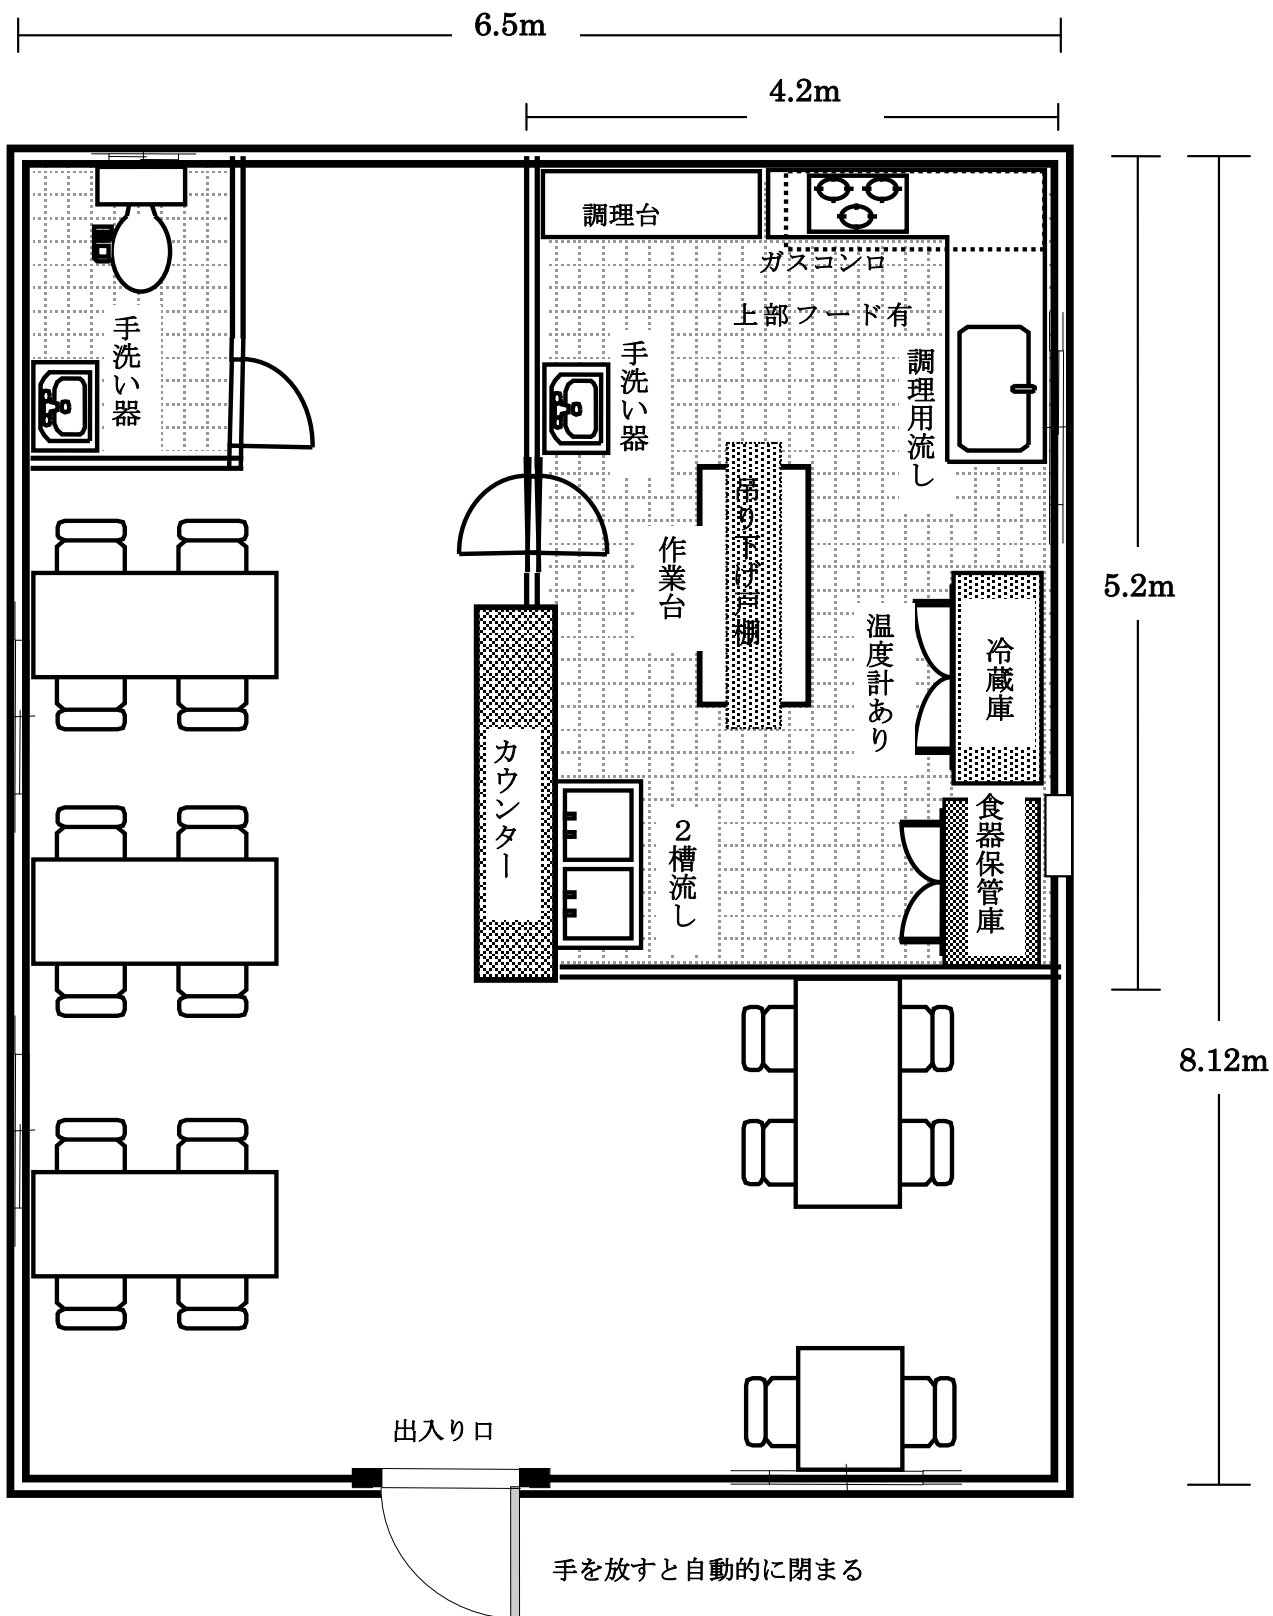 6.5m
4.2m
調理台
ガスコンロ
上部フード有
手洗い器
手洗い器
調理用流し
吊り下げ戸棚
作業台
5.2m
温度計あり
冷蔵庫
カウンター
食器保管庫
２槽流し
8.12m
出入り口
手を放すと自動的に閉まる